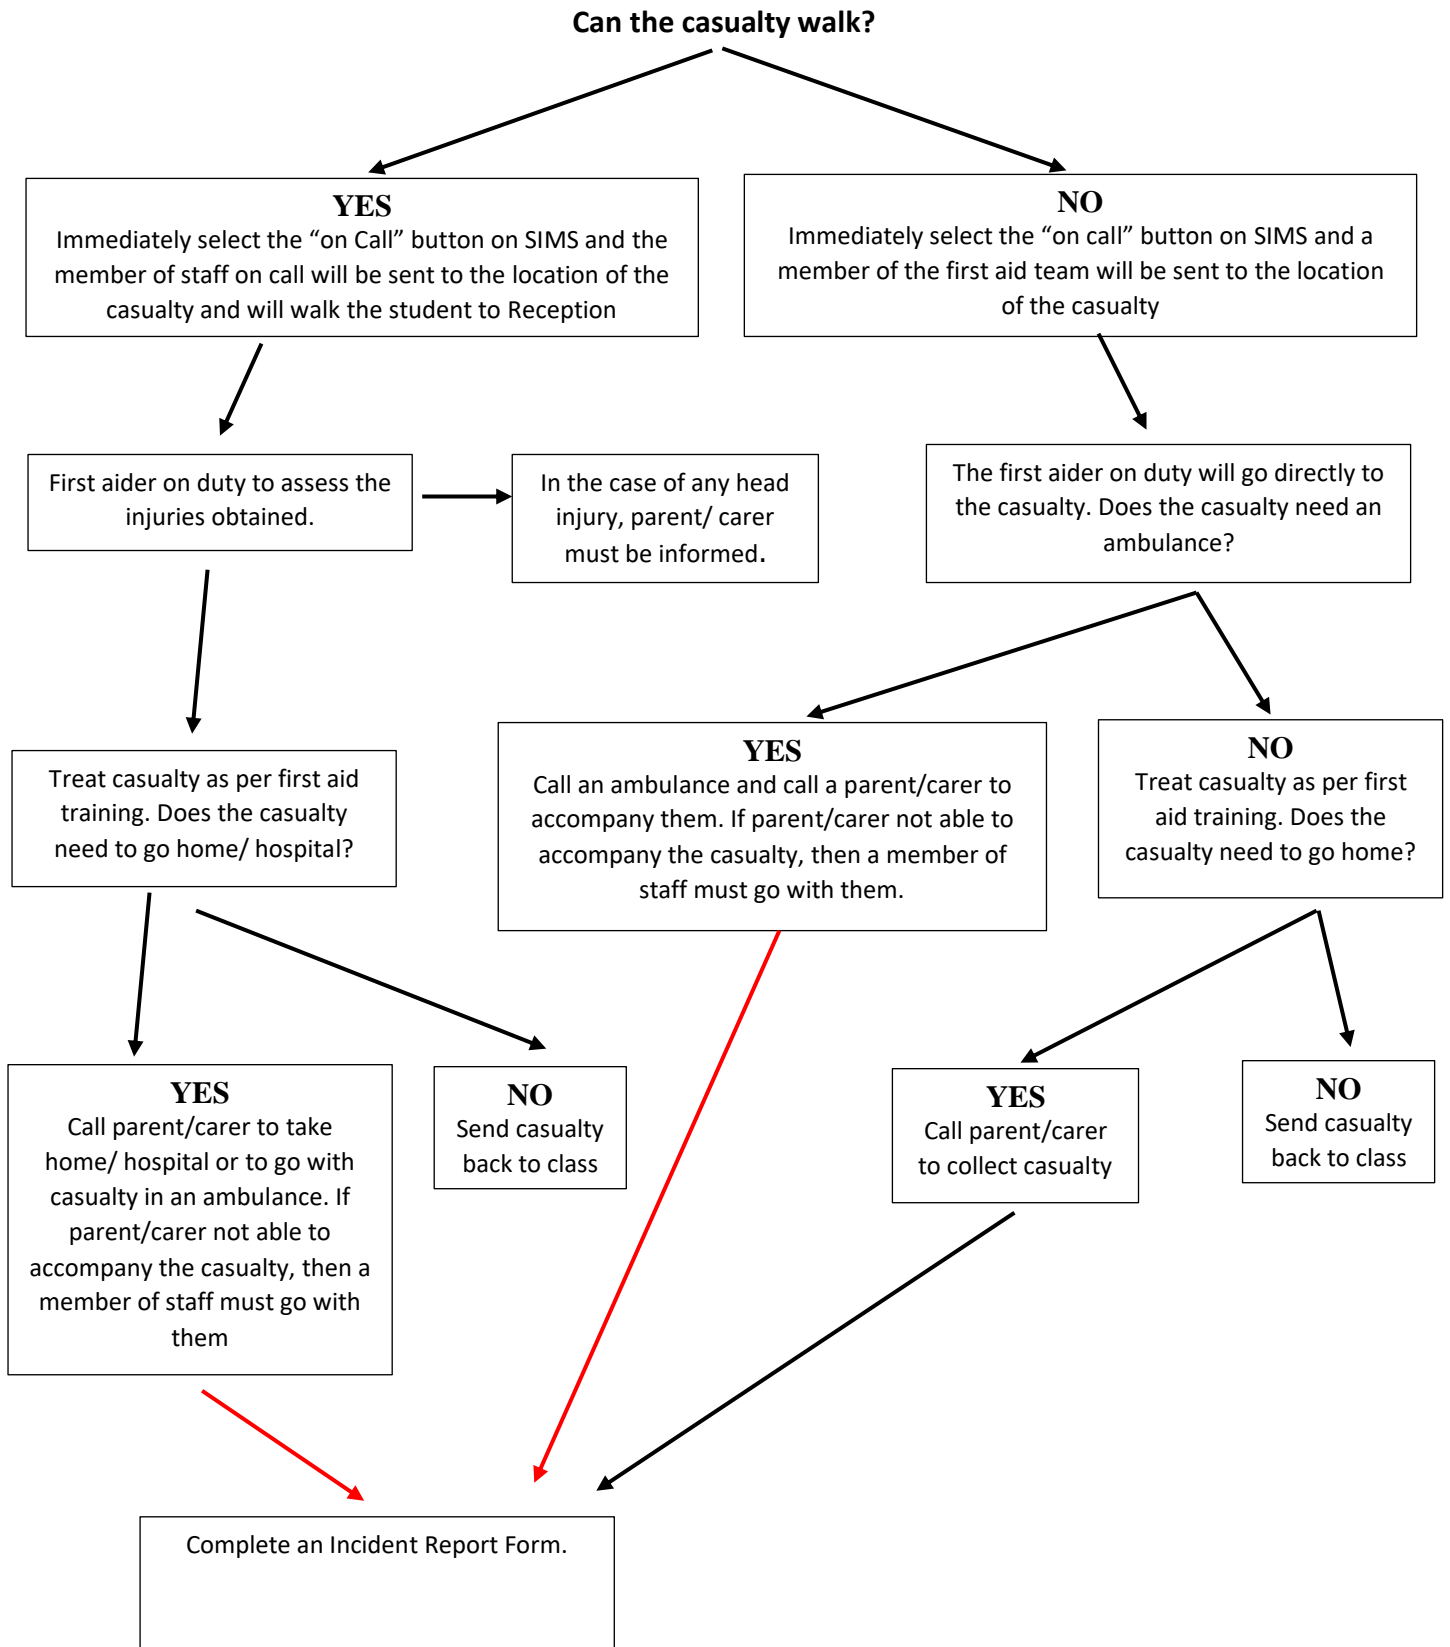 Can the casualty walk?
YES
Immediately select the “on Call” button on SIMS and the
member of staff on call will be sent to the location of the
casualty and will walk the student to Reception
NO
Immediately select the “on call” button on SIMS and a
member of the first aid team will be sent to the location
of the casualty
First aider on duty to assess the
injuries obtained.
In the case of any head
injury, parent/ carer
must be informed.
The first aider on duty will go directly to
the casualty. Does the casualty need an
ambulance?
Treat casualty as per first aid
training. Does the casualty
need to go home/ hospital?
YES
Call an ambulance and call a parent/carer to
accompany them. If parent/carer not able to
accompany the casualty, then a member of
staff must go with them.
NO
Treat casualty as per first
aid training. Does the
casualty need to go home?
YES
Call parent/carer to take
home/ hospital or to go with
casualty in an ambulance. If
parent/carer not able to
accompany the casualty, then a
member of staff must go with
them
NO
Send casualty
back to class
YES
Call parent/carer
to collect casualty
NO
Send casualty
back to class
Complete an Incident Report Form.